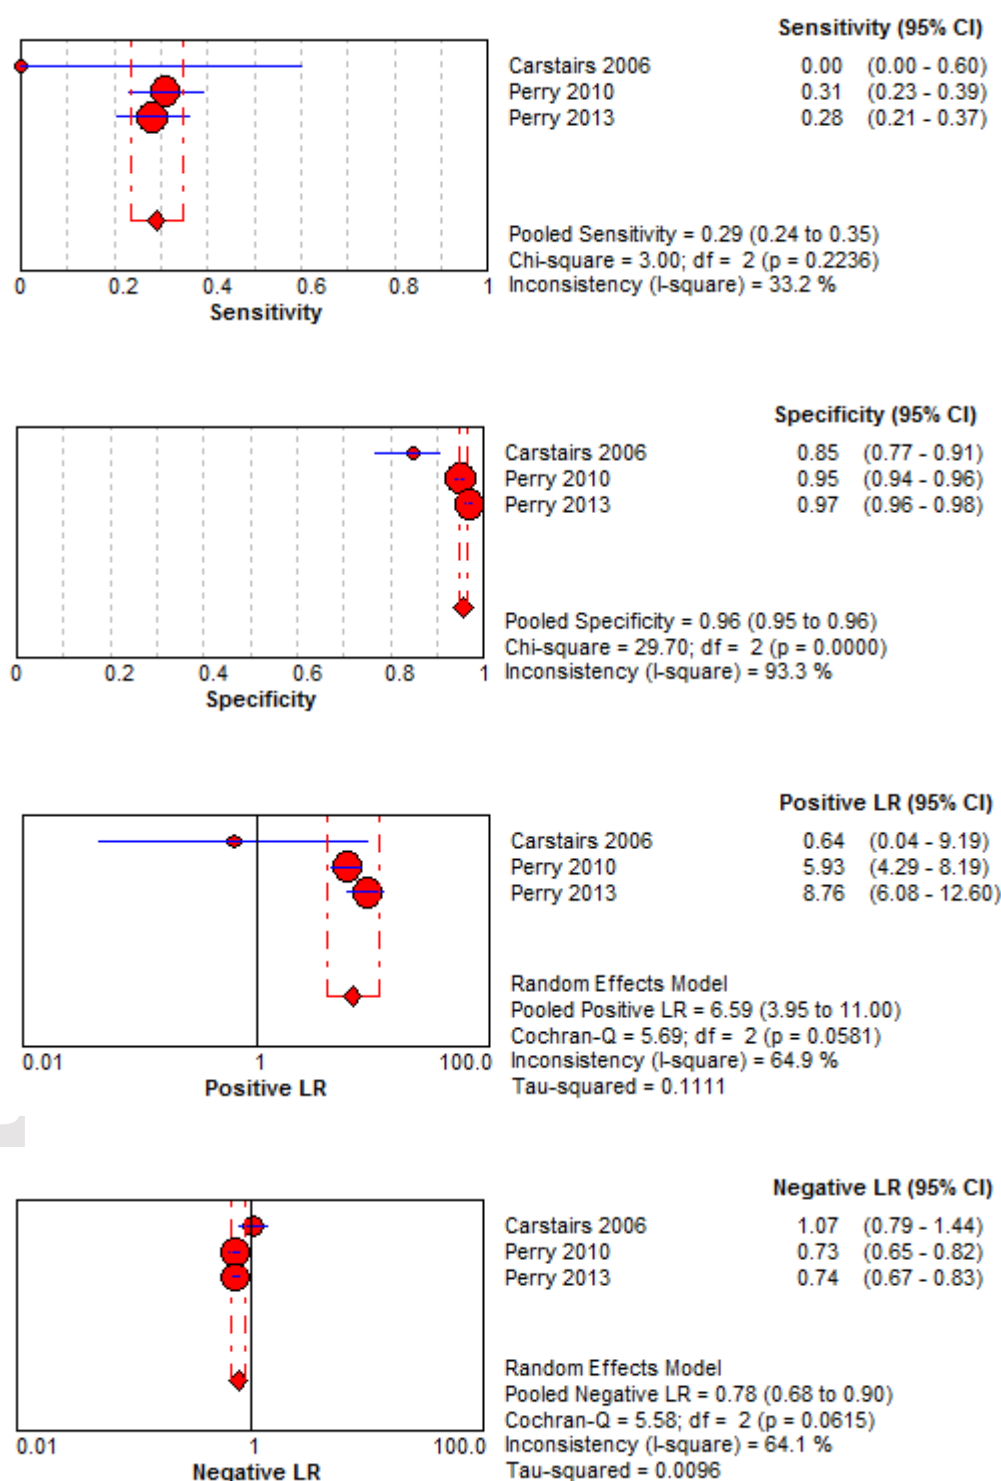 Sensitivity (95% CI)
Carstairs 2006 0.00 (0.00 - 0.60)
Perry 2010 0.31 (0.23 - 0.39)
Perry 2013 0.28 (0.21 - 0.37)
Pooled Sensitivity = 0.29 (0.24 to 0.35)
Chi-square = 3.00; df = 2 (p = 0.2236)
Inconsistency (I-square) = 33.2 %
0 0.2 0.4 0.6 0.8 1
Sensitivity
Specificity (95% CI)
Carstairs 2006 0.85 (0.77 - 0.91)
Perry 2010 0.95 (0.94 - 0.96)
Perry 2013 0.97 (0.96 - 0.98)
Pooled Specificity = 0.96 (0.95 to 0.96)
Chi-square = 29.70; df = 2 (p = 0.0000)
Inconsistency (I-square) = 93.3 %
0 0.2 0.4 0.6 0.8 1
Specificity
Positive LR (95% CI)
Carstairs 2006 0.64 (0.04 - 9.19)
Perry 2010 5.93 (4.29 - 8.19)
Perry 2013 8.76 (6.08 - 12.60)
Random Effects Model
Pooled Positive LR = 6.59 (3.95 to 11.00)
Cochran-Q = 5.69; df = 2 (p = 0.0581)
Inconsistency (I-square) = 64.9 %
Tau-squared = 0.1111
0.01 1 100.0
Positive LR
Negative LR (95% CI)
Carstairs 2006 1.07 (0.79 - 1.44)
Perry 2010 0.73 (0.65 - 0.82)
Perry 2013 0.74 (0.67 - 0.83)
Random Effects Model
Pooled Negative LR = 0.78 (0.68 to 0.90)
Cochran-Q = 5.58; df = 2 (p = 0.0615)
Inconsistency (I-square) = 64.1 %
Tau-squared = 0.0096
0.01 1 100.0
Negative LR